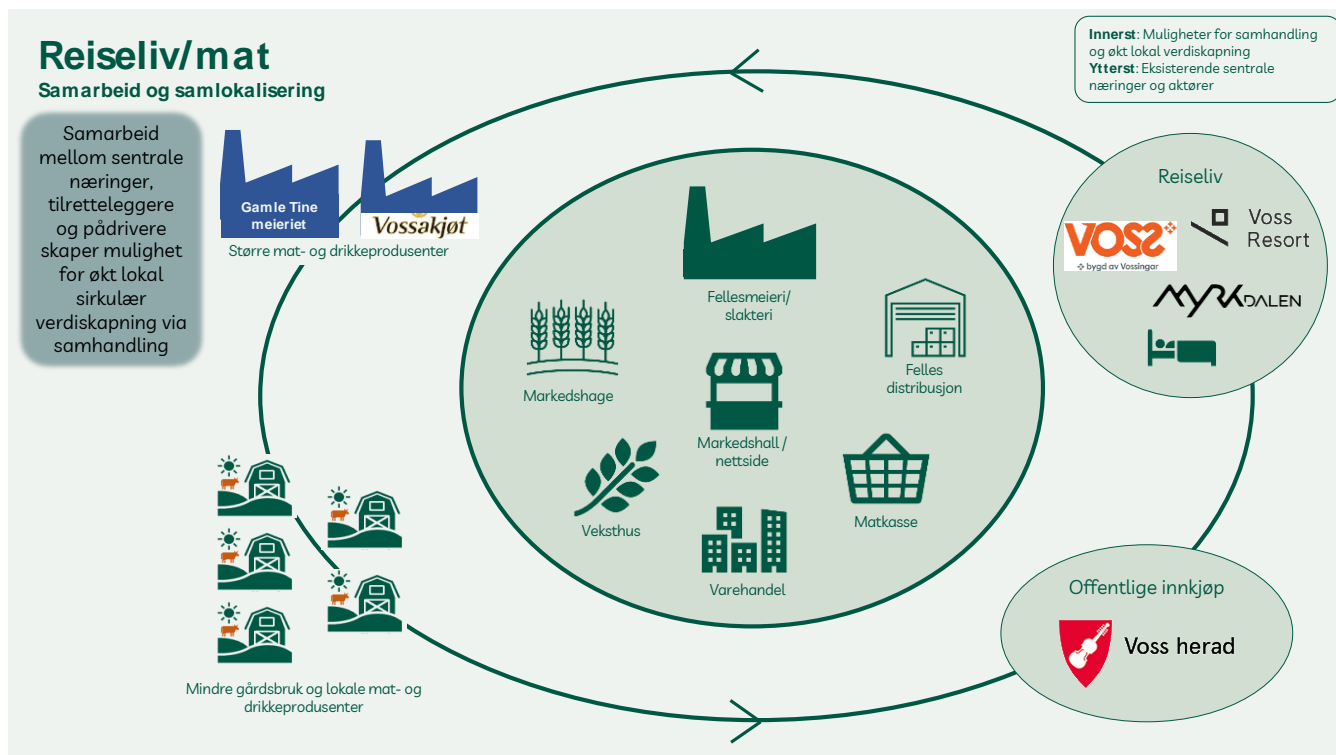 Reiseliv/mat
Samarbeid og samlokalisering
Innerst: Muligheter for samhandling
og økt lokal verdiskapning
Ytterst: Eksisterende sentrale
næringer og aktører
Samarbeid
mellom sentrale
næringer,
tilretteleggere
og pådrivere
skaper mulighet
for økt lokal
sirkulær
verdiskapning via
samhandling
Gamle Tine
meieriet
Vossakjøt
Større mat- og drikkeprodusenter
Reiseliv
VOSS
bygd av Vossingar
Voss
Resort
MYRKDALEN
Fellesmeieri/
slakteri
Markedshage
Felles
distribusjon
Markedshall /
nettside
Veksthus
Matkasse
Varehandel
Offentlige innkjøp
Voss herad
Mindre gårdsbruk og lokale mat- og
drikkeprodusenter